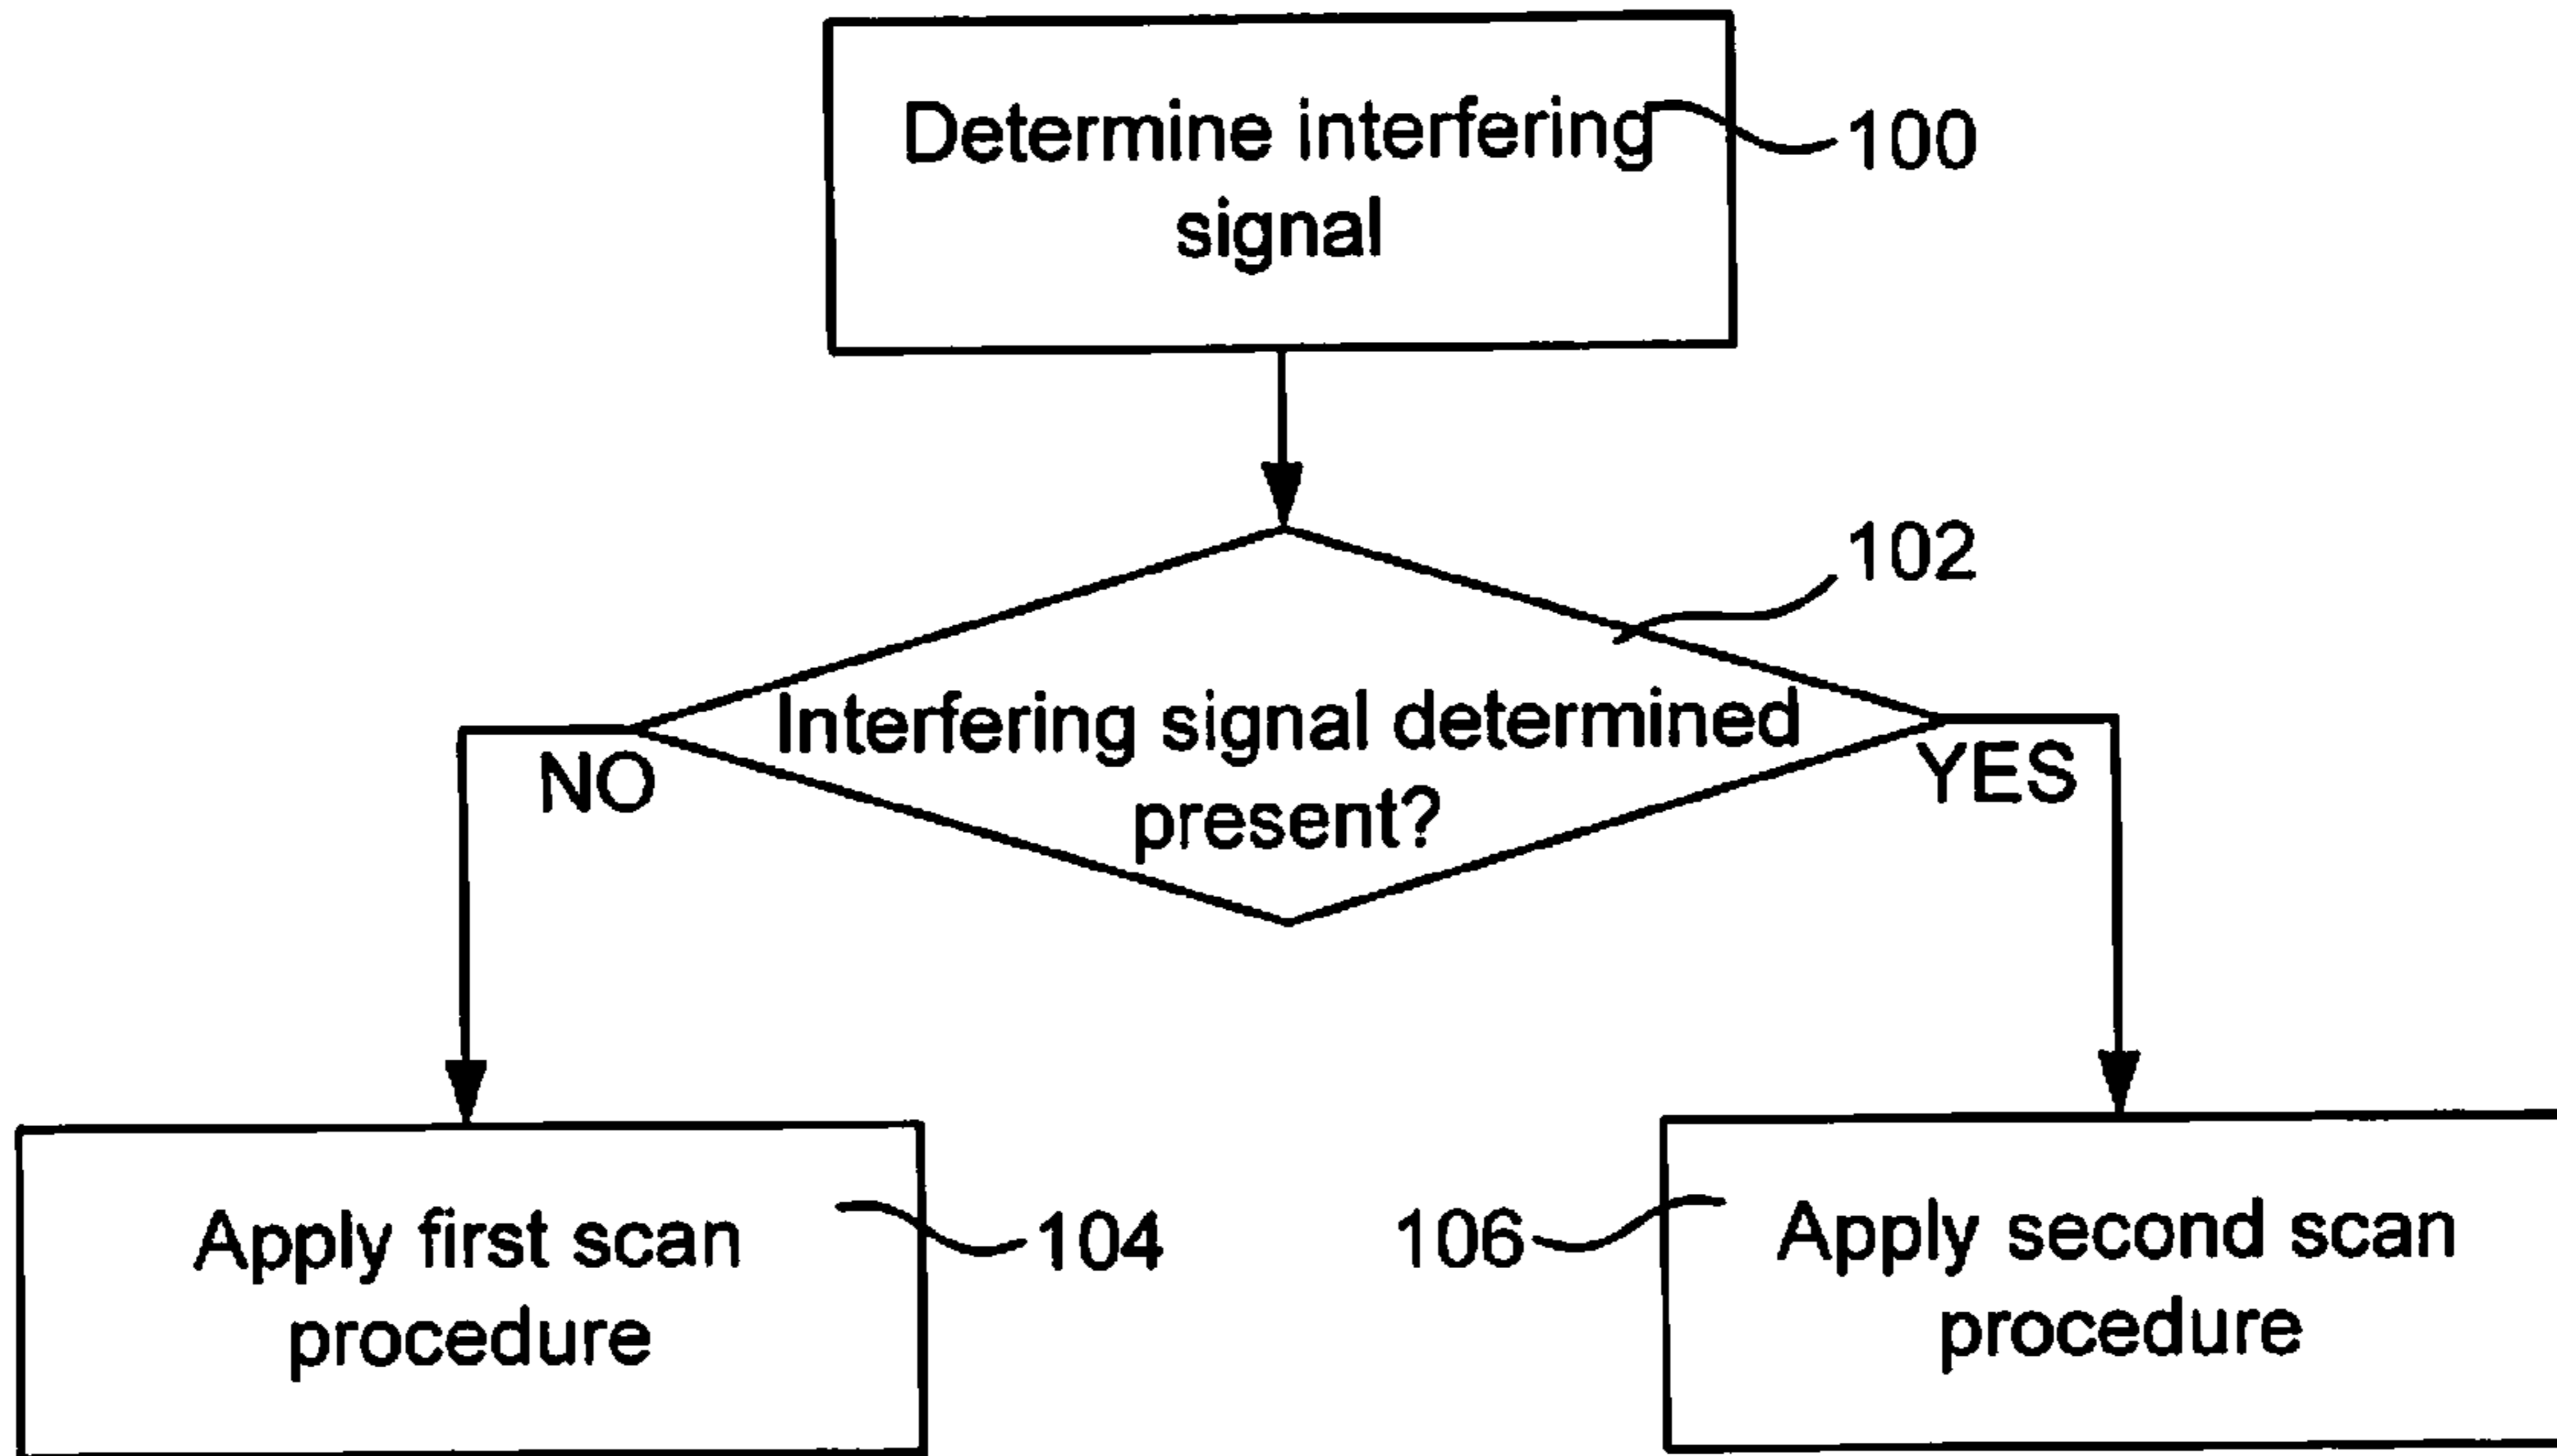 Determine interfering
signal
100
102
Interfering signal determined
present?
NO
YES
Apply first scan
procedure
104
106
Apply second scan
procedure